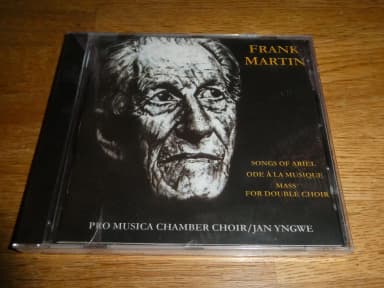 FRANK
MARTIN
SONGS OF ARIEL
ODE À LA MUSIQUE
MASS
FOR DOUBLE CHOIR
PRO MUSICA CHAMBER CHOIR/JAN YNGWE